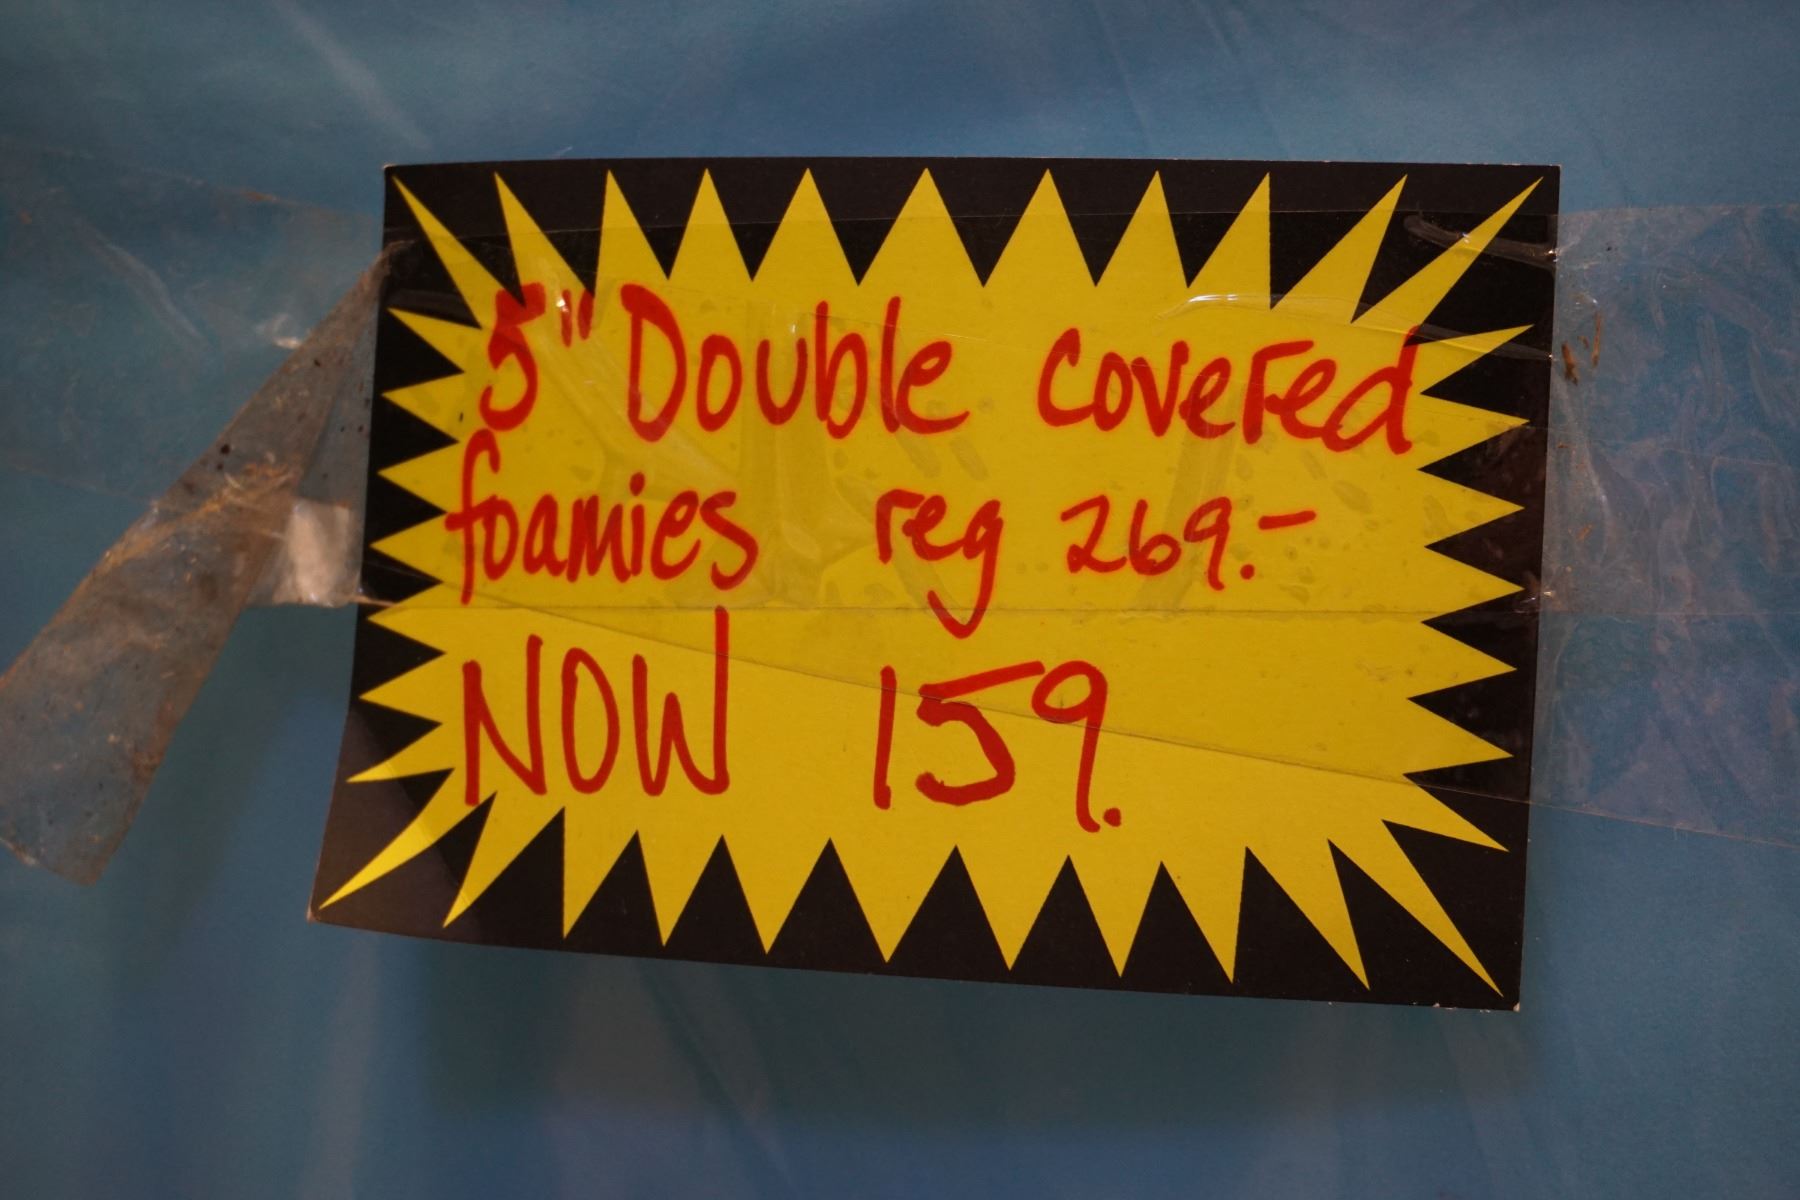 5" Double covered
foamies reg 269.-
NOW 159.